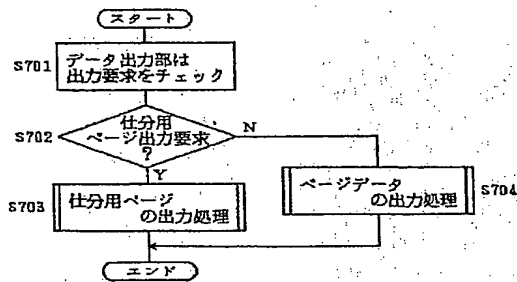 スタート
S701
データ出力部は
出力要求をチェック
S702
仕分用
ページ出力要求
?
N
Y
S703
仕分用ページ
の出力処理
ページデータ
の出力処理
S704
エンド